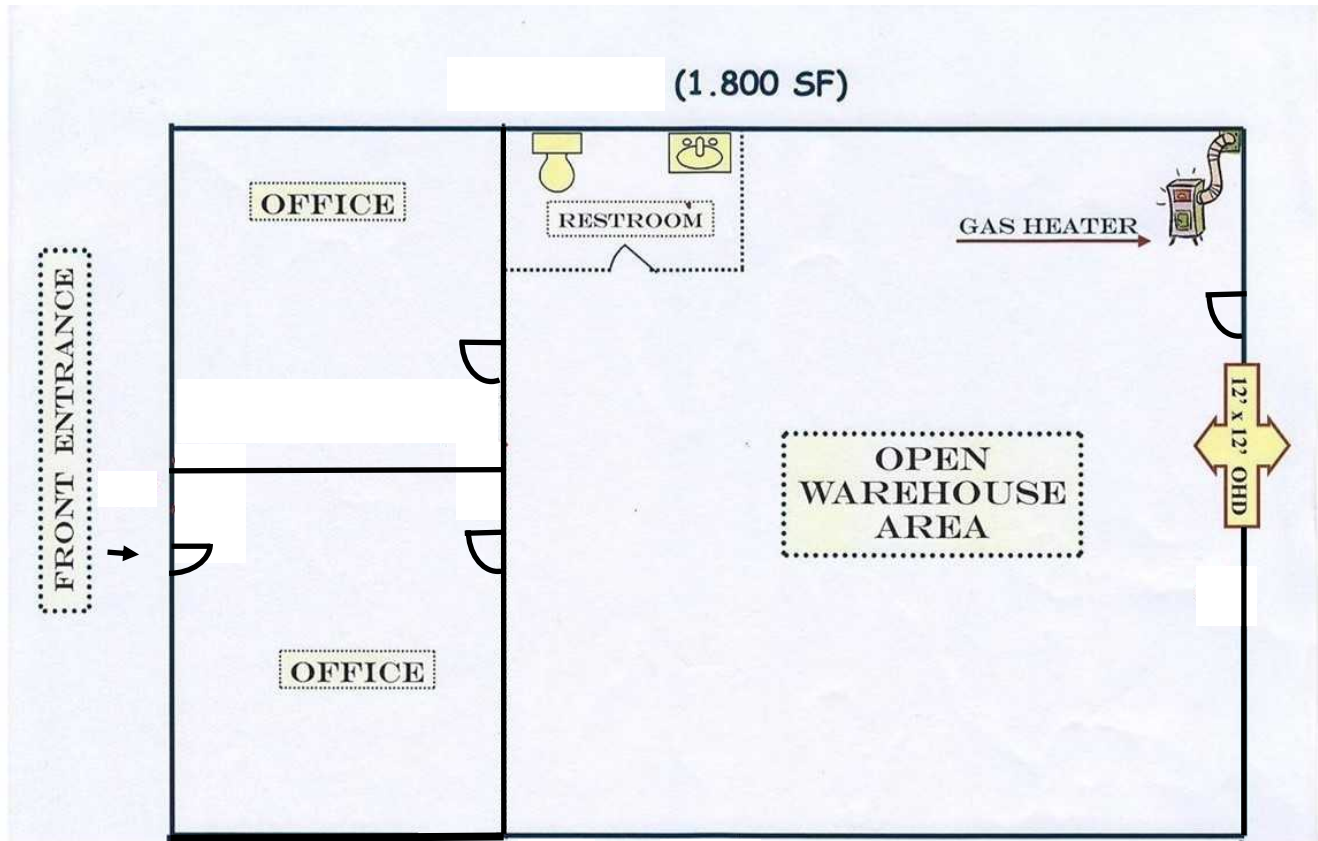 (1.800 SF)
OFFICE
RESTROOM
GAS HEATER
FRONT ENTRANCE
12' x 12' OHD
OPEN
WAREHOUSE
AREA
OFFICE